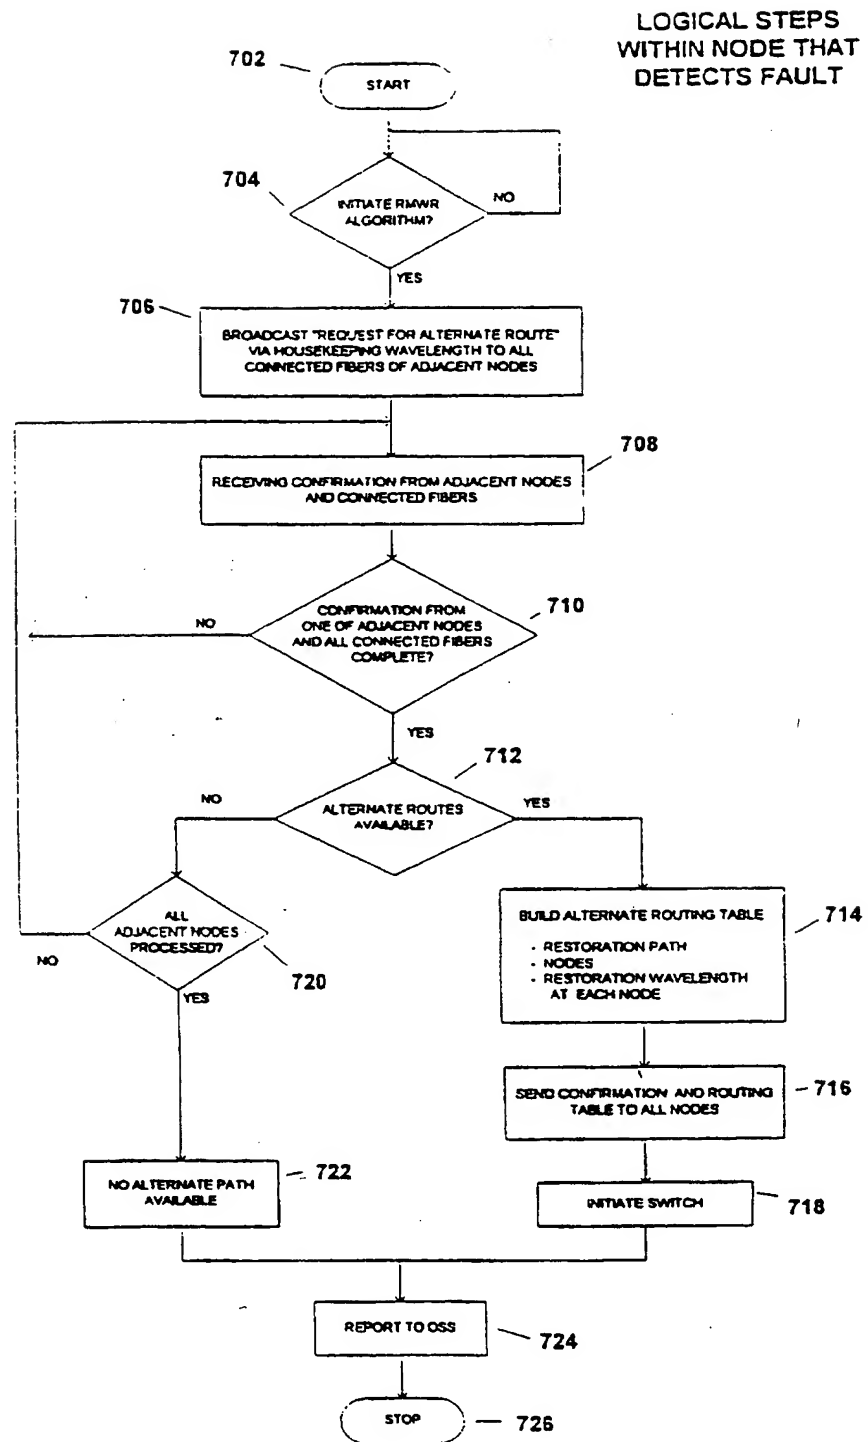 LOGICAL STEPS
WITHIN NODE THAT
DETECTS FAULT
702
START
704
INITIATE RMWR
ALGORITHM?
NO
YES
706
BROADCAST "REQUEST FOR ALTERNATE ROUTE"
VIA HOUSEKEEPING WAVELENGTH TO ALL
CONNECTED FIBERS OF ADJACENT NODES
708
RECEIVING CONFIRMATION FROM ADJACENT NODES
AND CONNECTED FIBERS
710
CONFIRMATION FROM
ONE OF ADJACENT NODES
AND ALL CONNECTED FIBERS
COMPLETE?
NO
YES
712
ALTERNATE ROUTES
AVAILABLE?
NO
YES
ALL
ADJACENT NODES
PROCESSED?
NO
720
YES
714
BUILD ALTERNATE ROUTING TABLE
- RESTORATION PATH
- NODES
- RESTORATION WAVELENGTH
AT EACH NODE
716
SEND CONFIRMATION AND ROUTING
TABLE TO ALL NODES
722
NO ALTERNATE PATH
AVAILABLE
INITIATE SWITCH
718
REPORT TO OSS
724
STOP
726